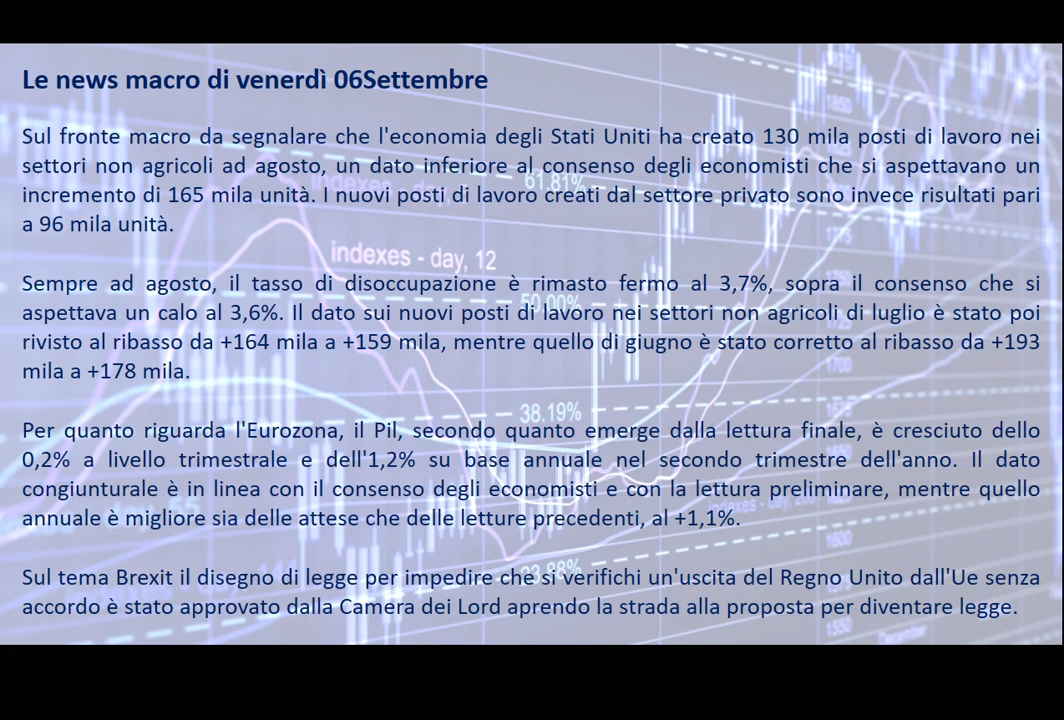 Le news macro di venerdì 06Settembre
Sul fronte macro da segnalare che l'economia degli Stati Uniti ha creato 130 mila posti di lavoro nei
settori non agricoli ad agosto, un dato inferiore al consenso degli economisti che si aspettavano un
incremento di 165 mila unità. I nuovi posti di lavoro creati dal settore privato sono invece risultati pari
a 96 mila unità.
indexes - day, 12
Sempre ad agosto, il tasso di disoccupazione è rimasto fermo al 3,7%, sopra il consenso che si
aspettava un calo al 3,6%. Il dato sui nuovi posti di lavoro nei settori non agricoli di luglio è stato poi
rivisto al ribasso da +164 mila a +159 mila, mentre quello di giugno è stato corretto al ribasso da +193
mila a +178 mila.
38.19%
Per quanto riguarda l'Eurozona, il Pil, secondo quanto emerge dalla lettura finale, è cresciuto dello
0,2% a livello trimestrale e dell'1,2% su base annuale nel secondo trimestre dell'anno. Il dato
congiunturale è in linea con il consenso degli economisti e con la lettura preliminare, mentre quello
annuale è migliore sia delle attese che delle letture precedenti, al +1,1%.
Sul tema Brexit il disegno di legge per impedire che si verifichi un'uscita del Regno Unito dall'Ue senza
accordo è stato approvato dalla Camera dei Lord aprendo la strada alla proposta per diventare legge.